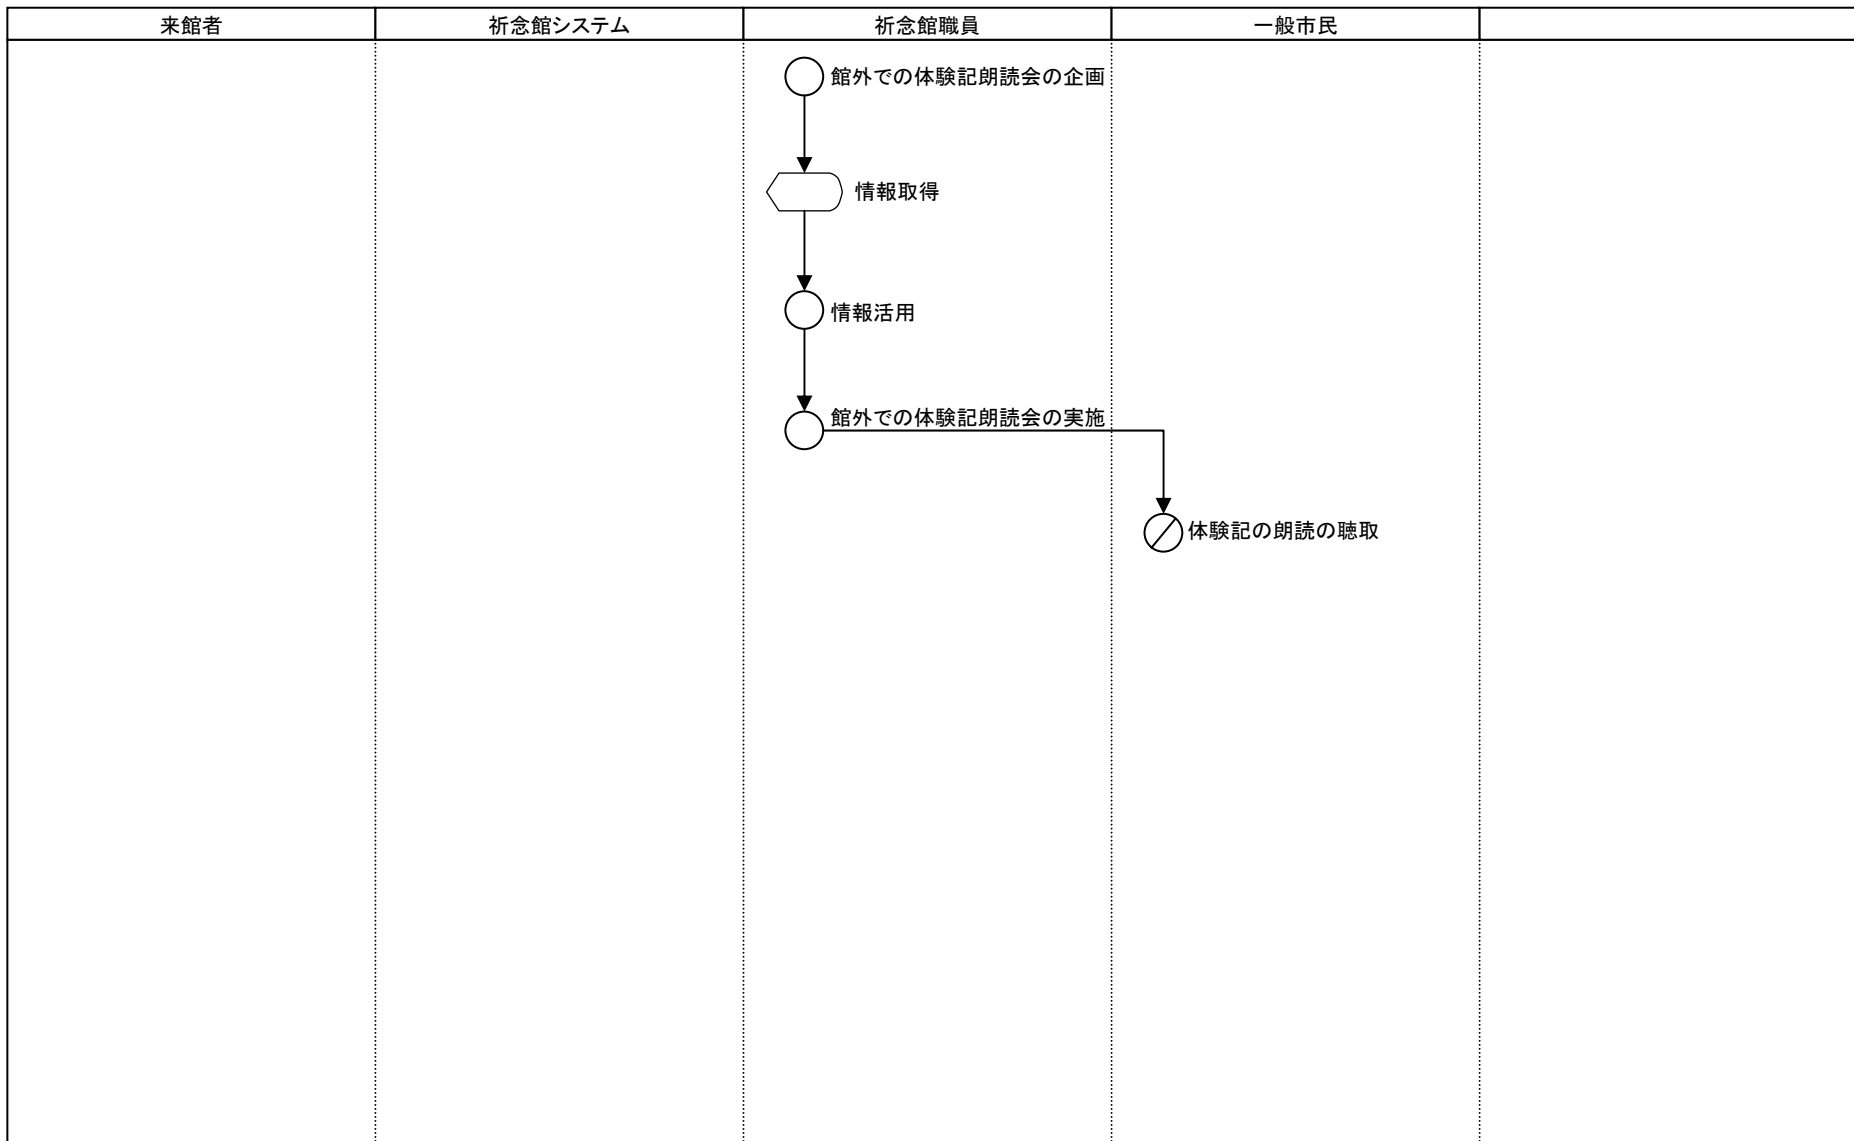 来館者
祈念館システム
祈念館職員
一般市民
館外での体験記朗読会の企画
情報取得
情報活用
館外での体験記朗読会の実施
体験記の朗読の聴取